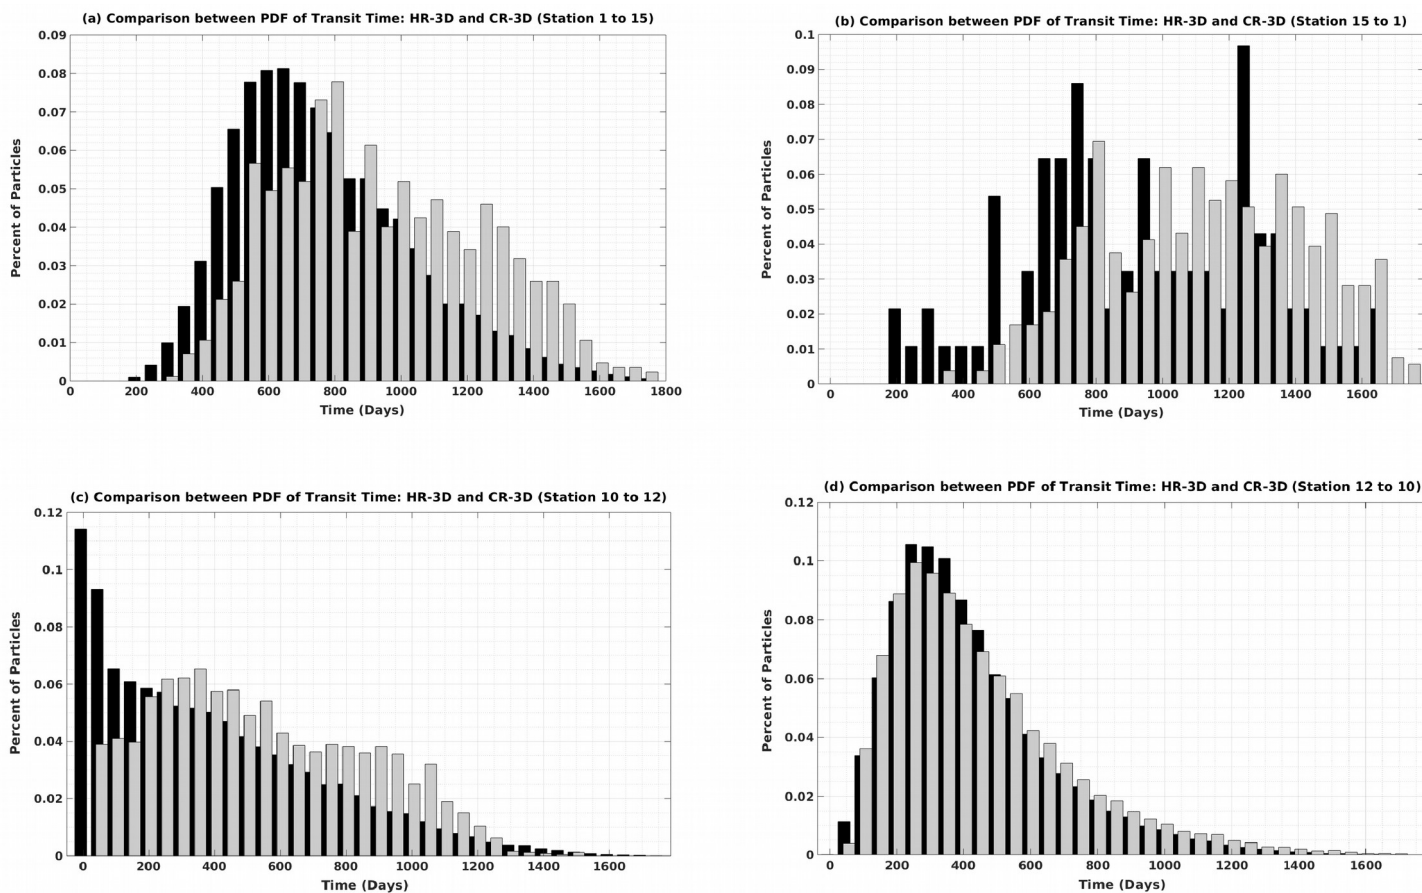 (a) Comparison between PDF of Transit Time: HR-3D and CR-3D (Station 1 to 15)
0.09
0.08
0.07
0.06
0.05
0.04
0.03
0.02
0.01
0
Percent of Particles
0 200 400 600 800 1000 1200 1400 1600 1800
Time (Days)
(b) Comparison between PDF of Transit Time: HR-3D and CR-3D (Station 15 to 1)
0.1
0.09
0.08
0.07
0.06
0.05
0.04
0.03
0.02
0.01
0
Percent of Particles
0 200 400 600 800 1000 1200 1400 1600
Time (Days)
(c) Comparison between PDF of Transit Time: HR-3D and CR-3D (Station 10 to 12)
0.12
0.1
0.08
0.06
0.04
0.02
0
Percent of Particles
0 200 400 600 800 1000 1200 1400 1600
Time (Days)
(d) Comparison between PDF of Transit Time: HR-3D and CR-3D (Station 12 to 10)
0.12
0.1
0.08
0.06
0.04
0.02
0
Percent of Particles
0 200 400 600 800 1000 1200 1400 1600
Time (Days)